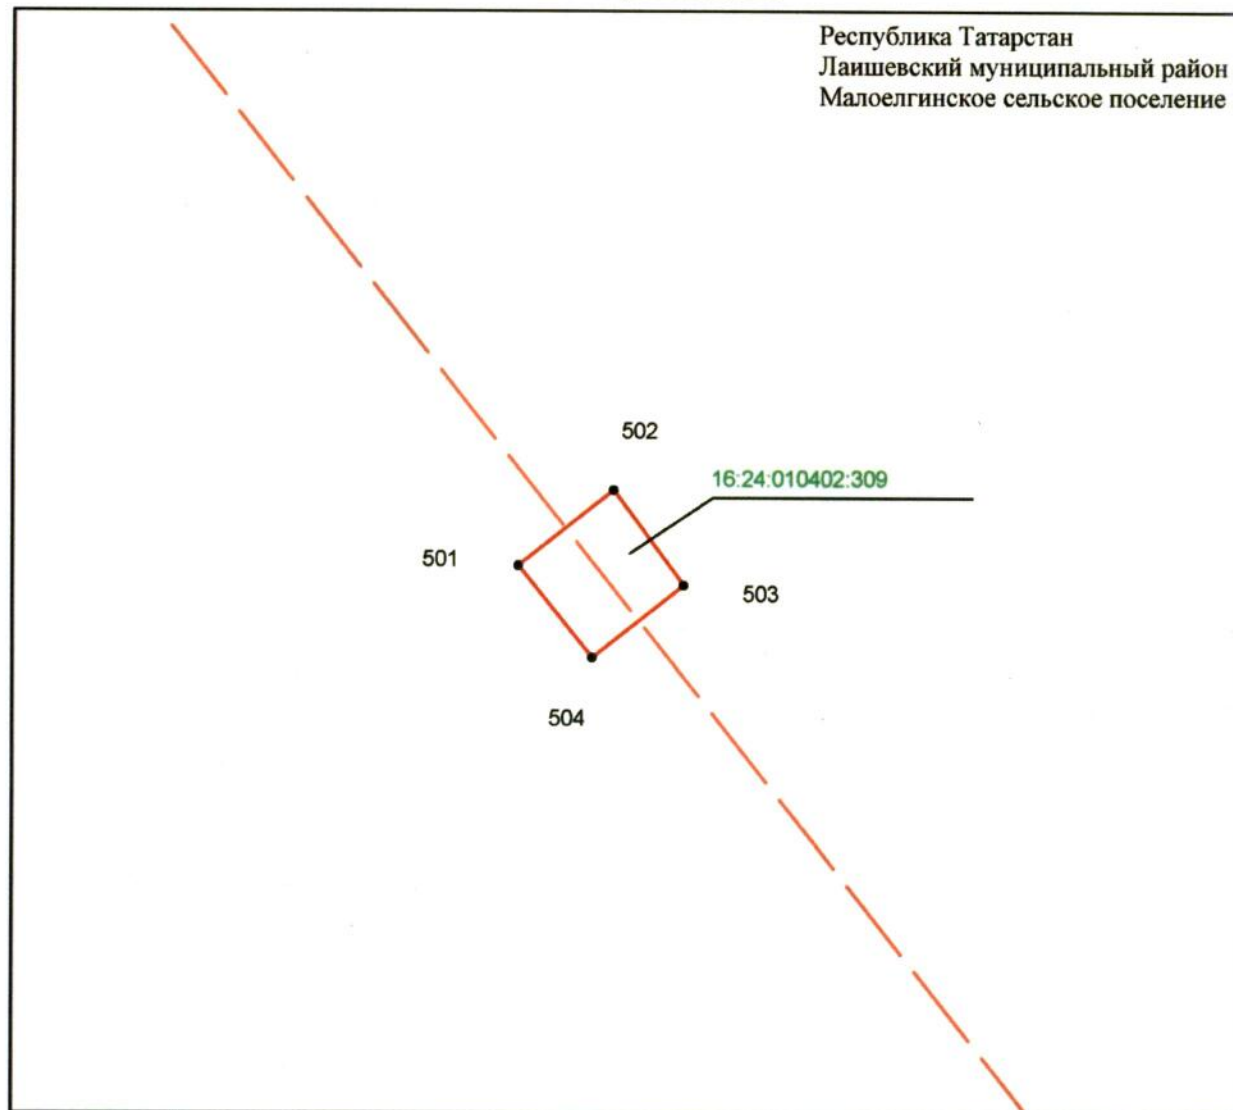 Республика Татарстан
Лаишевский муниципальный район
Малоелгинское сельское поселение
502
16:24:010402:309
501
503
504